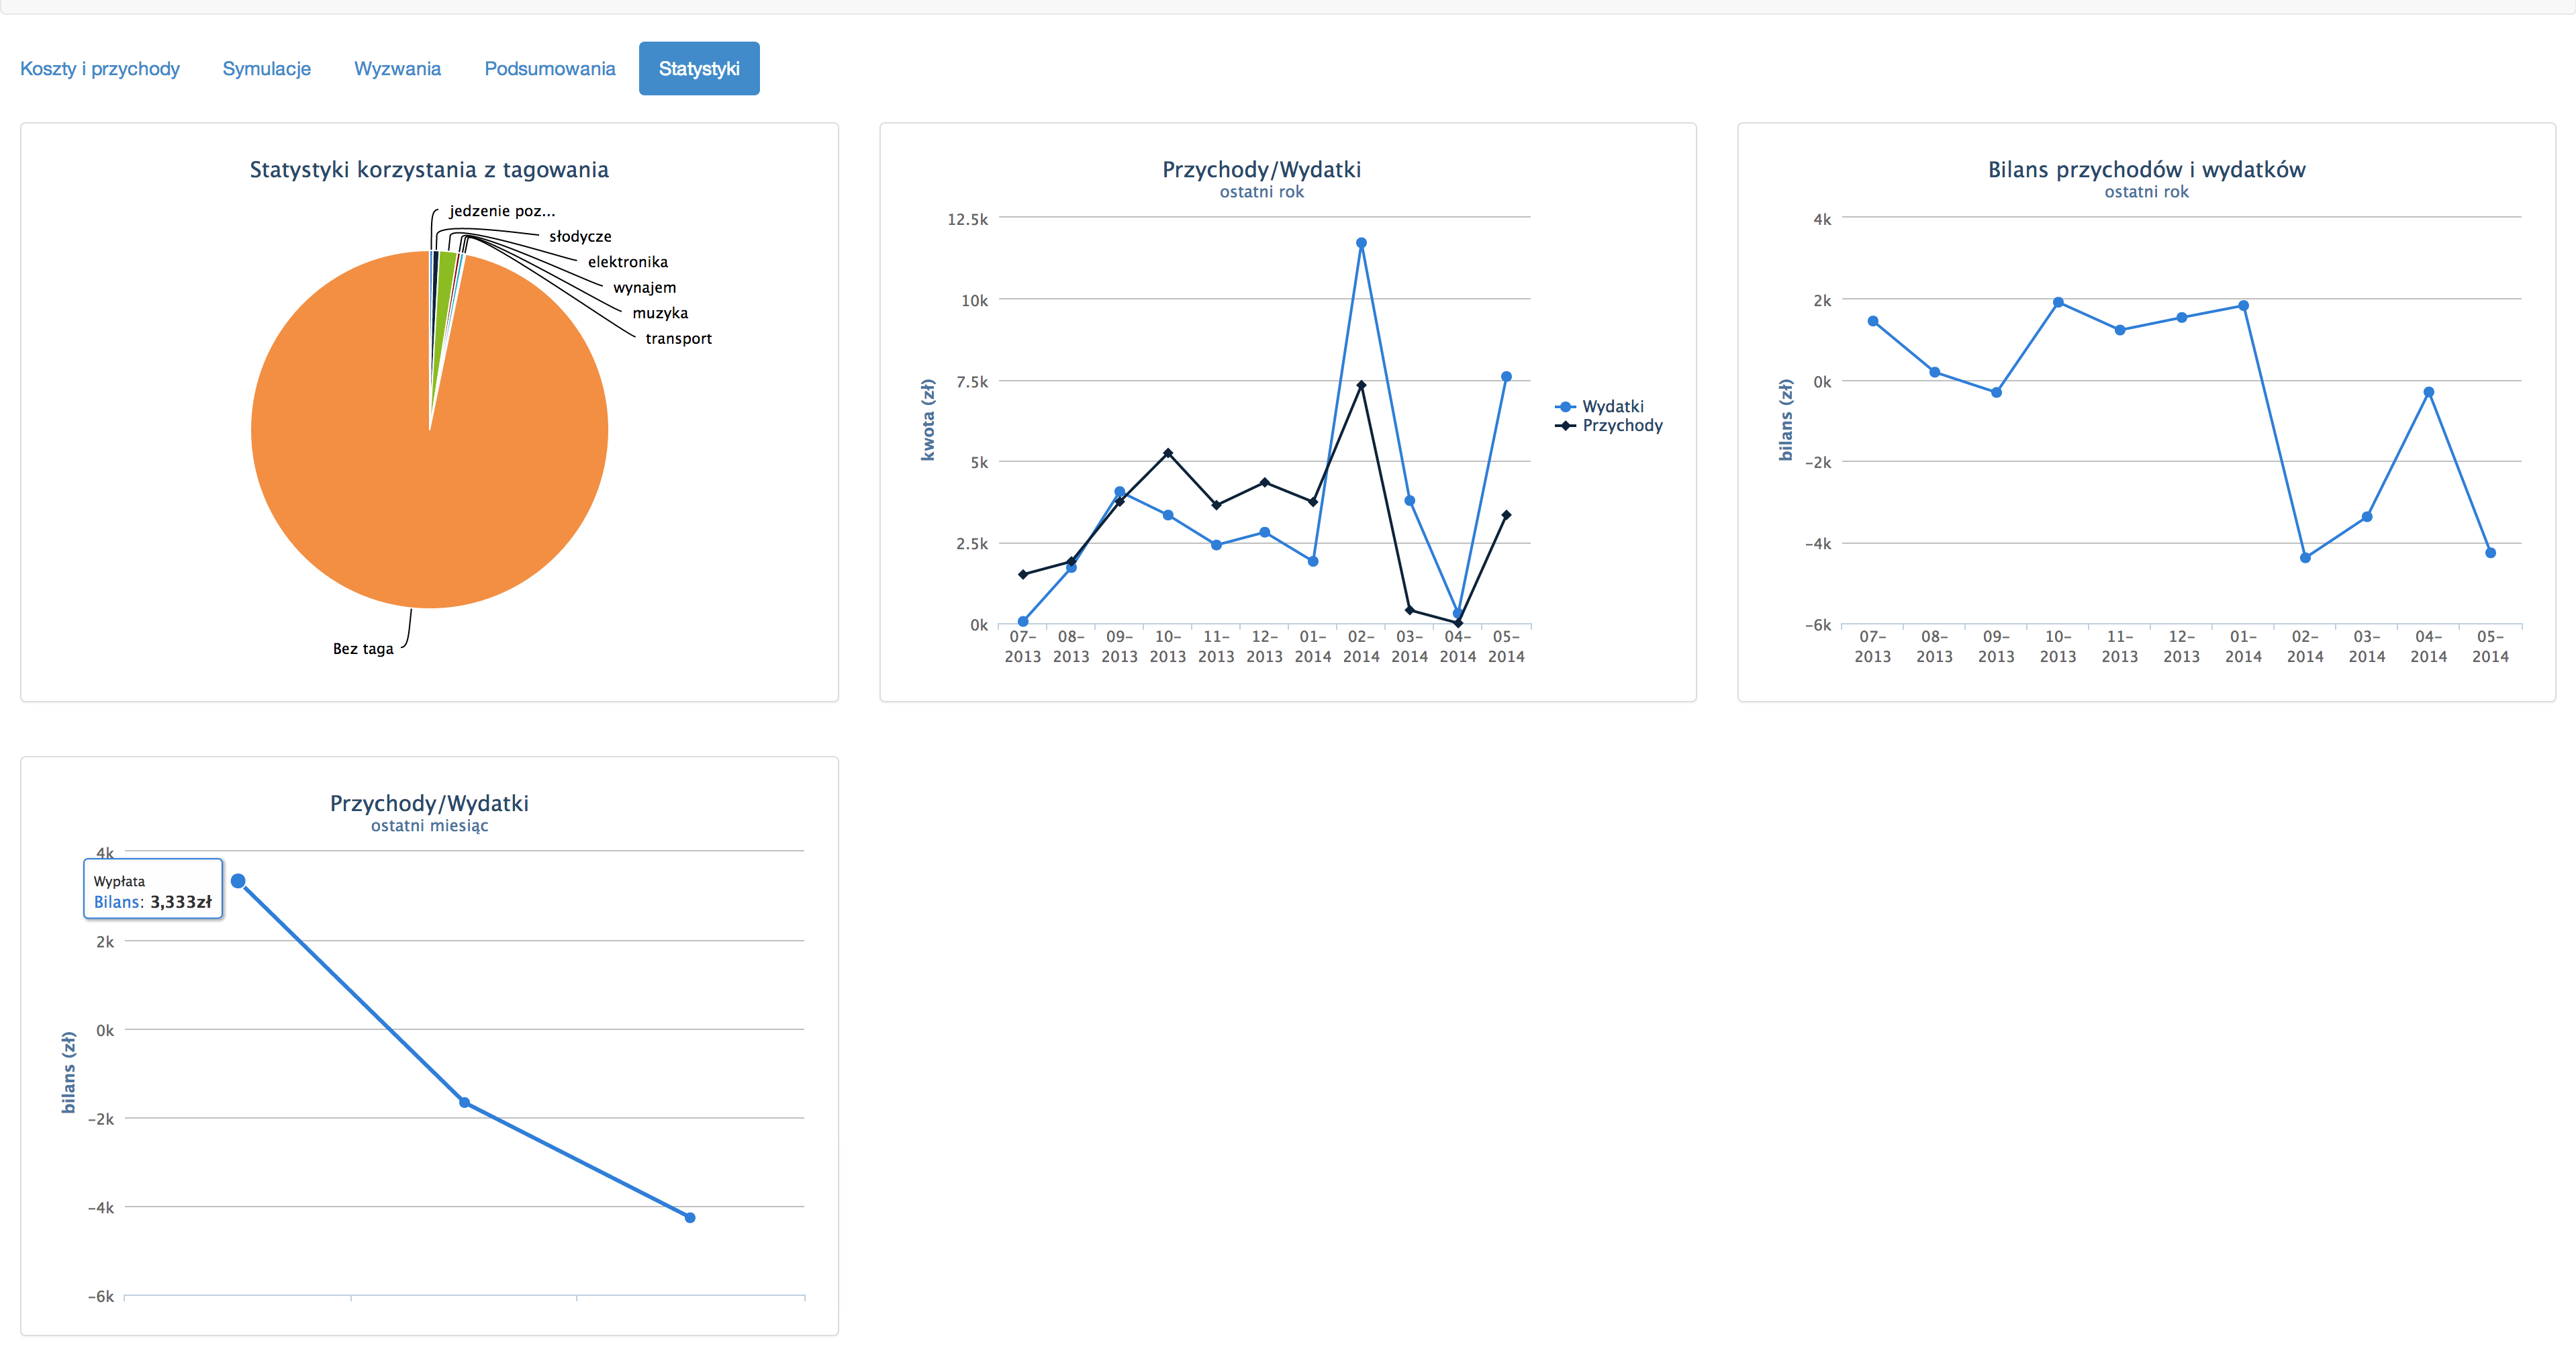 Koszty i przychody Symulacje Wyzwania Podsumowania Statystyki
Statystyki korzystania z tagowania
jedzenie poz...
słodycze
elektronika
wynajem
muzyka
transport
Bez taga
Przychody/Wydatki
ostatni rok
kwota (zł)
12.5k
10k
7.5k
5k
2.5k
0k
07-2013 08-2013 09-2013 10-2013 11-2013 12-2013 01-2014 02-2014 03-2014 04-2014 05-2014
Wydatki
Przychody
Bilans przychodów i wydatków
ostatni rok
bilans (zł)
4k
2k
0k
-2k
-4k
-6k
07-2013 08-2013 09-2013 10-2013 11-2013 12-2013 01-2014 02-2014 03-2014 04-2014 05-2014
Przychody/Wydatki
ostatni miesiąc
bilans (zł)
4k
Wypłata
Bilans: 3,333zł
2k
0k
-2k
-4k
-6k